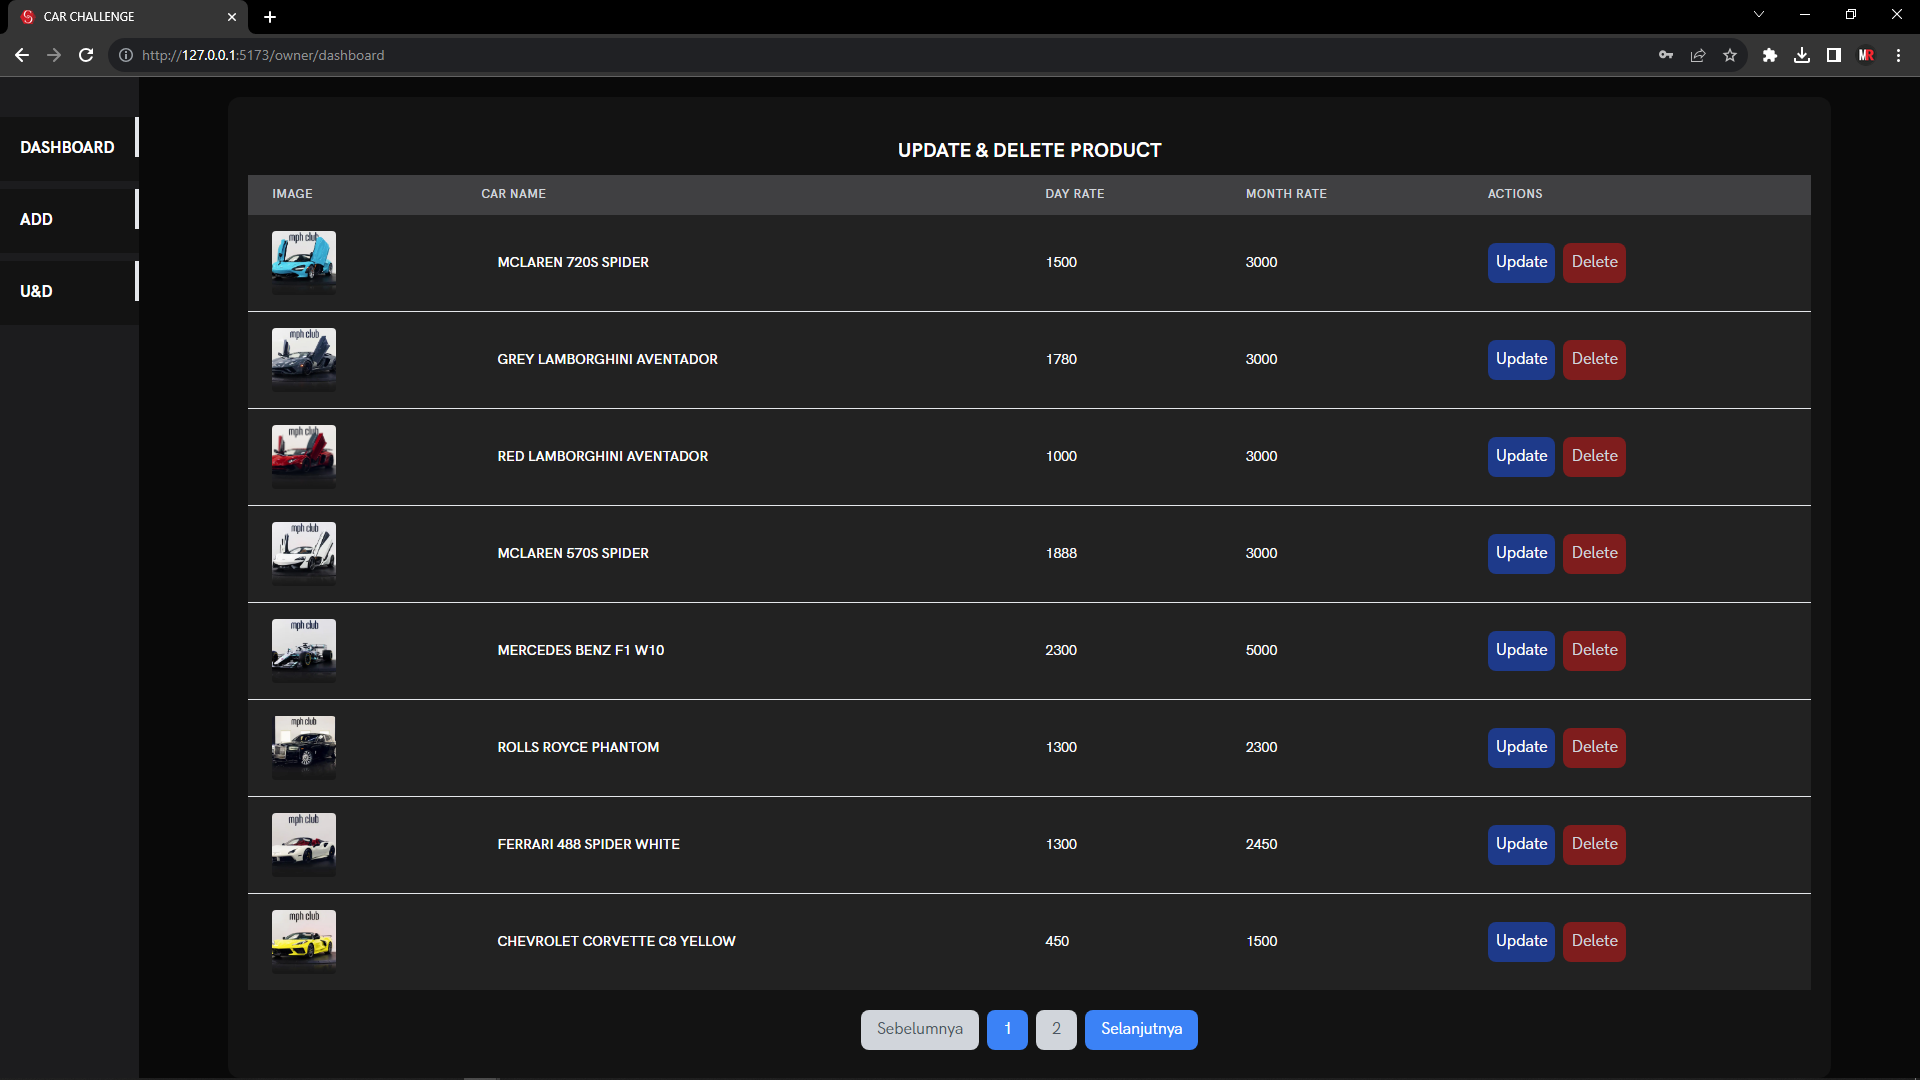 CAR CHALLENGE
http://127.0.0.1:5173/owner/dashboard
MR
DASHBOARD
ADD
U&D
UPDATE & DELETE PRODUCT
IMAGE CAR NAME DAY RATE MONTH RATE ACTIONS
mph club
MCLAREN 720S SPIDER 1500 3000 Update Delete
mph club
GREY LAMBORGHINI AVENTADOR 1780 3000 Update Delete
mph club
RED LAMBORGHINI AVENTADOR 1000 3000 Update Delete
mph club
MCLAREN 570S SPIDER 1888 3000 Update Delete
mph club
MERCEDES BENZ F1 W10 2300 5000 Update Delete
mph club
ROLLS ROYCE PHANTOM 1300 2300 Update Delete
mph club
FERRARI 488 SPIDER WHITE 1300 2450 Update Delete
mph club
CHEVROLET CORVETTE C8 YELLOW 450 1500 Update Delete
Sebelumnya 1 2 Selanjutnya